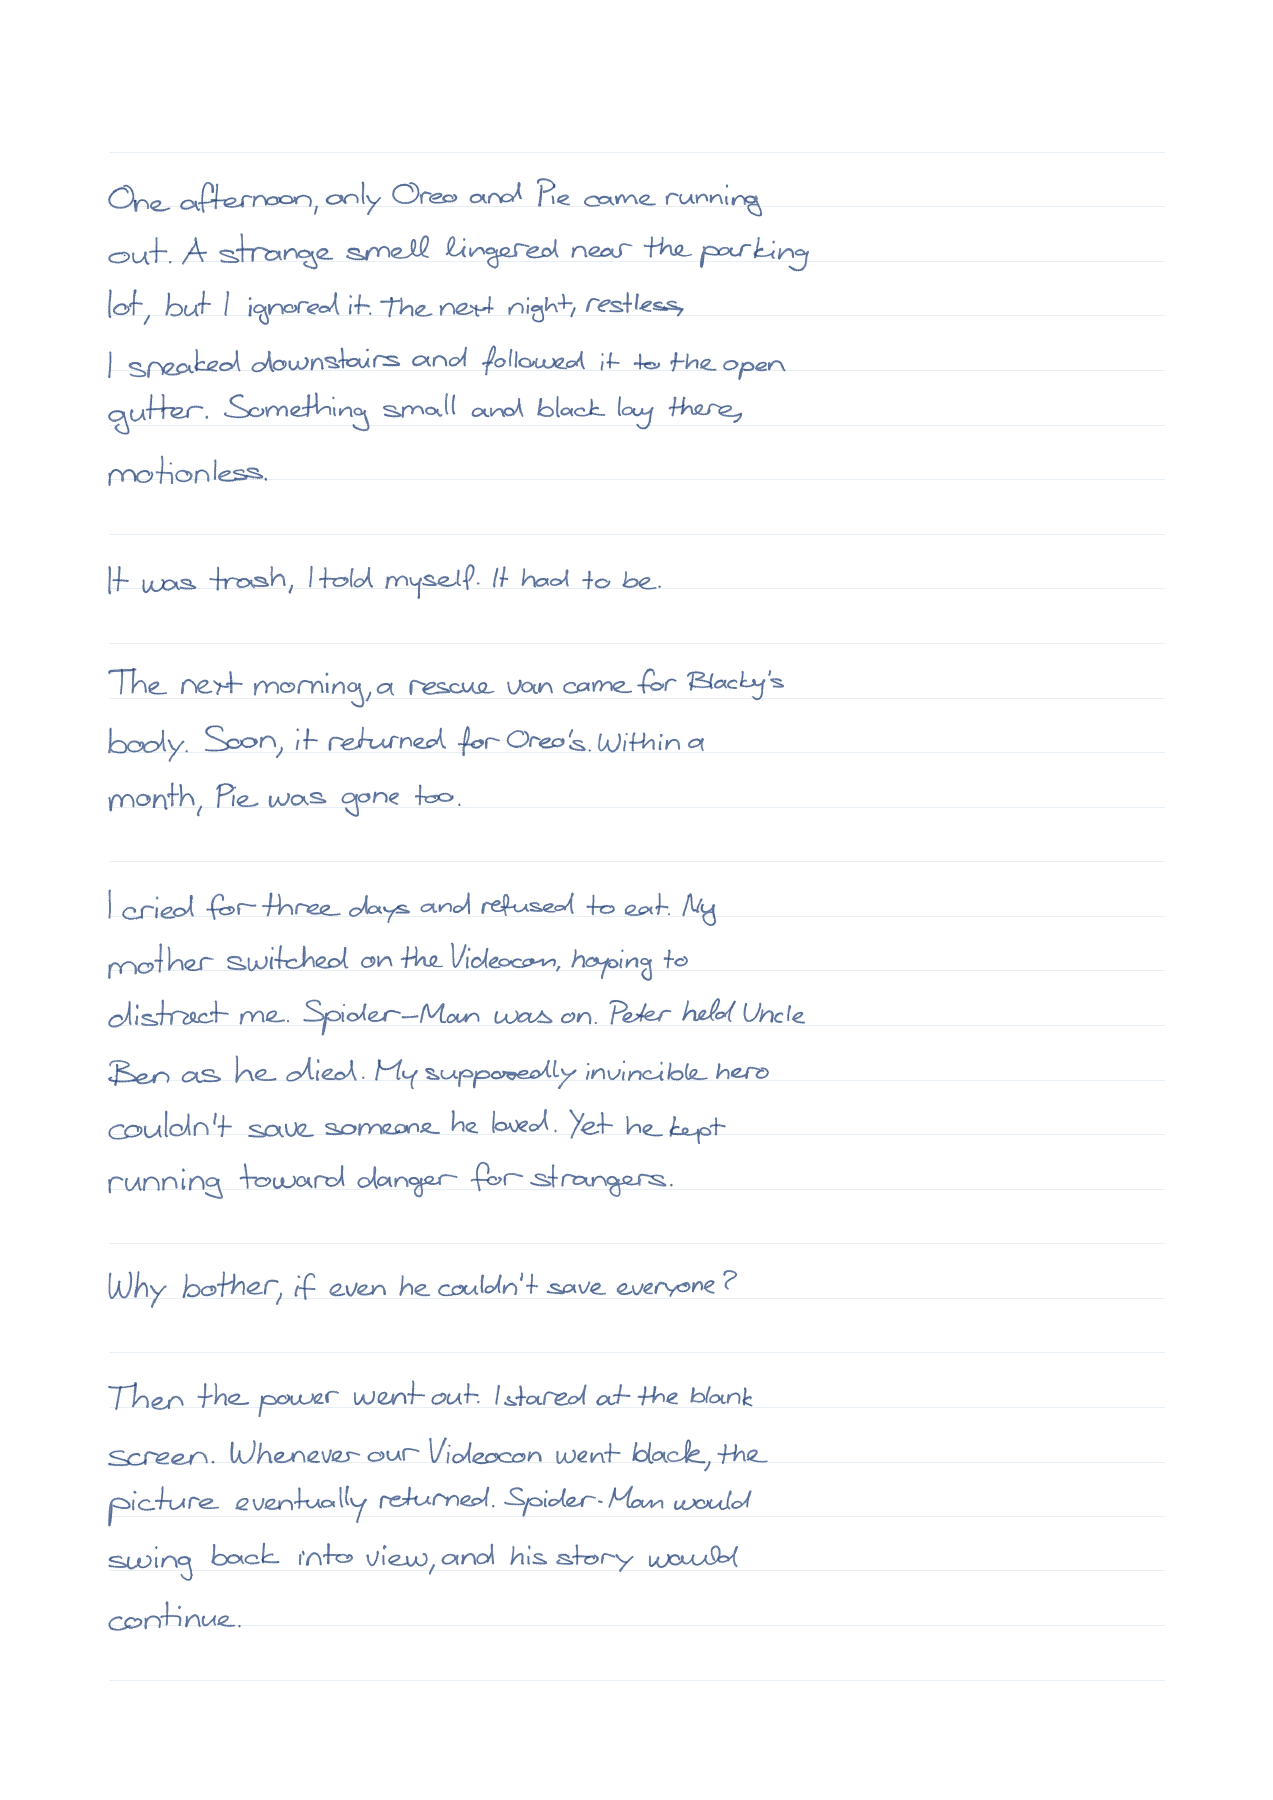 One afternoon, only Oreo and Pie came running
out. A strange smell lingered near the parking
lot, but I ignored it. The next night, restless,
I sneaked downstairs and followed it to the open
gutter. Something small and black lay there,
motionless.
It was trash, I told myself. It had to be.
The next morning, a rescue van came for Blacky's
body. Soon, it returned for Oreo's. Within a
month, Pie was gone too.
I cried for three days and refused to eat. My
mother switched on the Videocon, hoping to
distract me. Spider-Man was on. Peter held Uncle
Ben as he died. My supposedly invincible hero
couldn't save someone he loved. Yet he kept
running toward danger for strangers.
Why bother, if even he couldn't save everyone?
Then the power went out. I stared at the blank
screen. Whenever our Videocon went black, the
picture eventually returned. Spider-Man would
swing back into view, and his story would
continue.